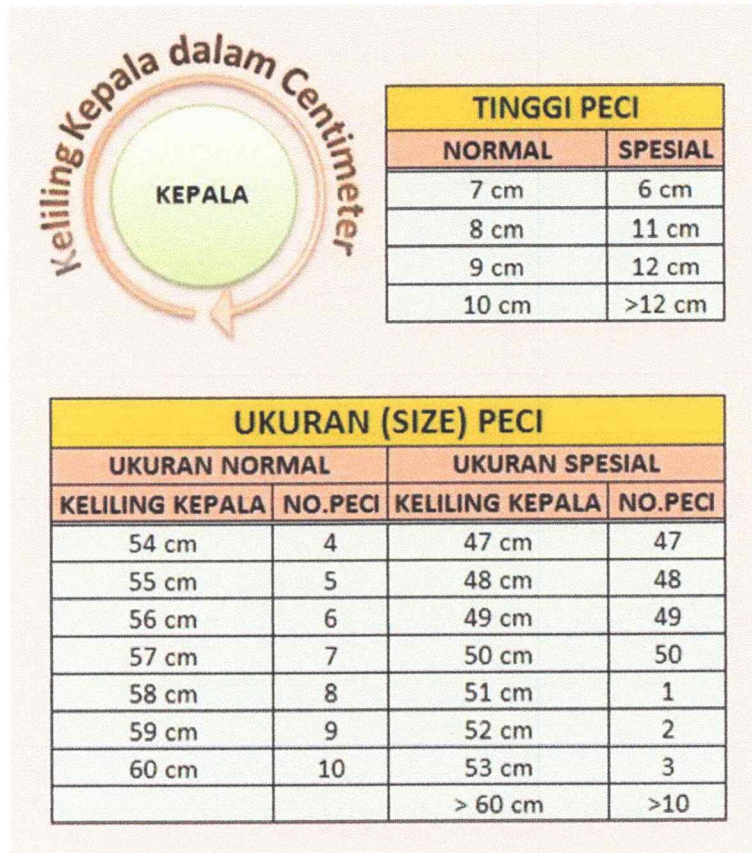 Keliling Kepala dalam Centimeter
KEPALA
TINGGI PECI
NORMAL SPESIAL
7 cm 6 cm
8 cm 11 cm
9 cm 12 cm
10 cm >12 cm
UKURAN (SIZE) PECI
UKURAN NORMAL UKURAN SPESIAL
KELILING KEPALA NO.PECI KELILING KEPALA NO.PECI
54 cm 4 47 cm 47
55 cm 5 48 cm 48
56 cm 6 49 cm 49
57 cm 7 50 cm 50
58 cm 8 51 cm 1
59 cm 9 52 cm 2
60 cm 10 53 cm 3
> 60 cm >10